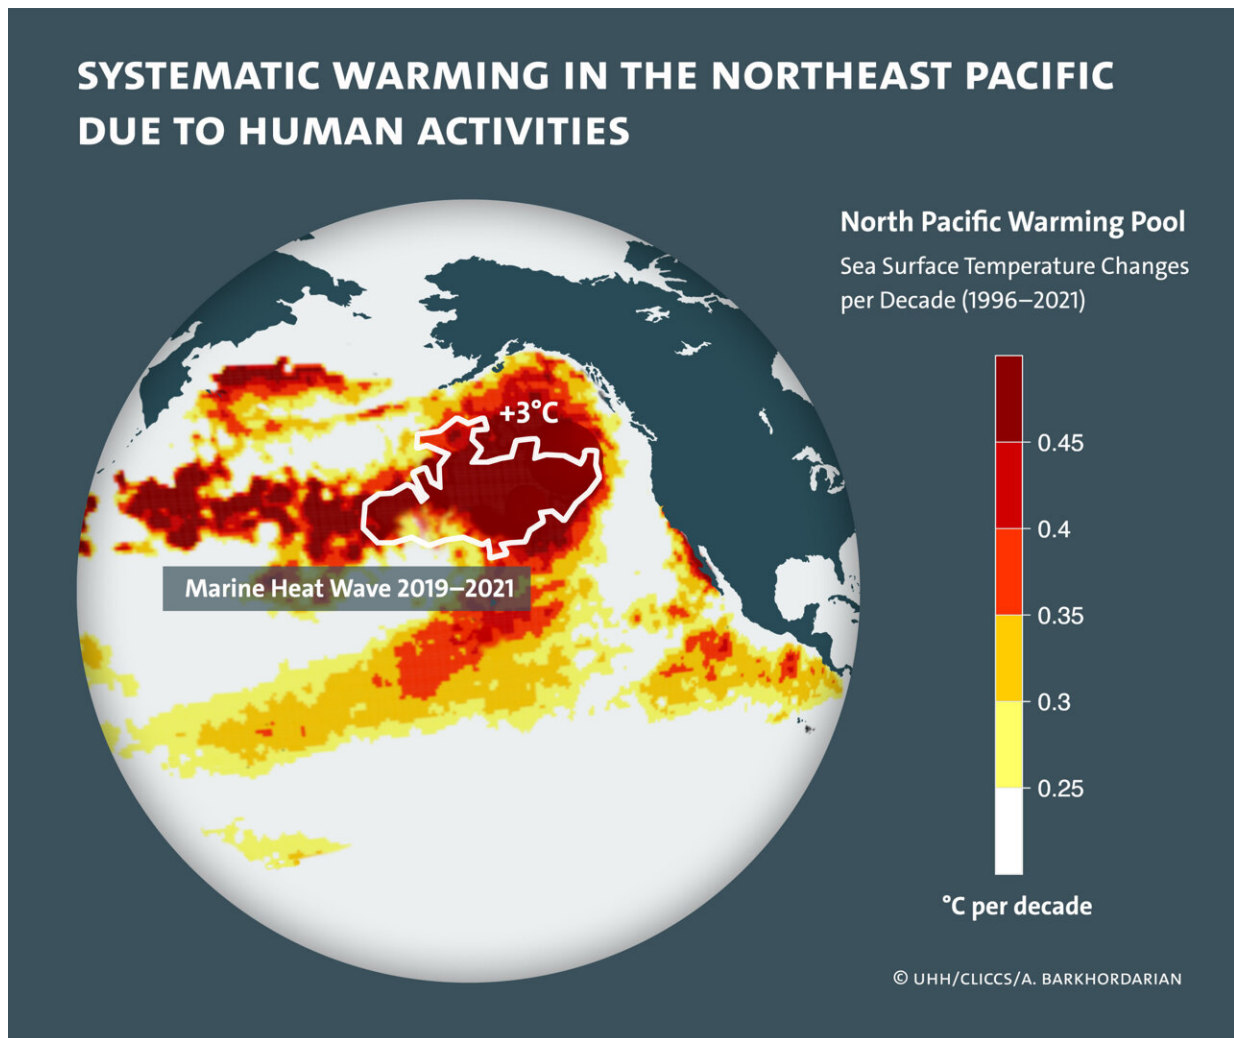 SYSTEMATIC WARMING IN THE NORTHEAST PACIFIC
DUE TO HUMAN ACTIVITIES
North Pacific Warming Pool
Sea Surface Temperature Changes
per Decade (1996–2021)
+3°C
Marine Heat Wave 2019–2021
0.45
0.4
0.35
0.3
0.25
°C per decade
© UHH/CLICCS/A. BARKHORDARIAN